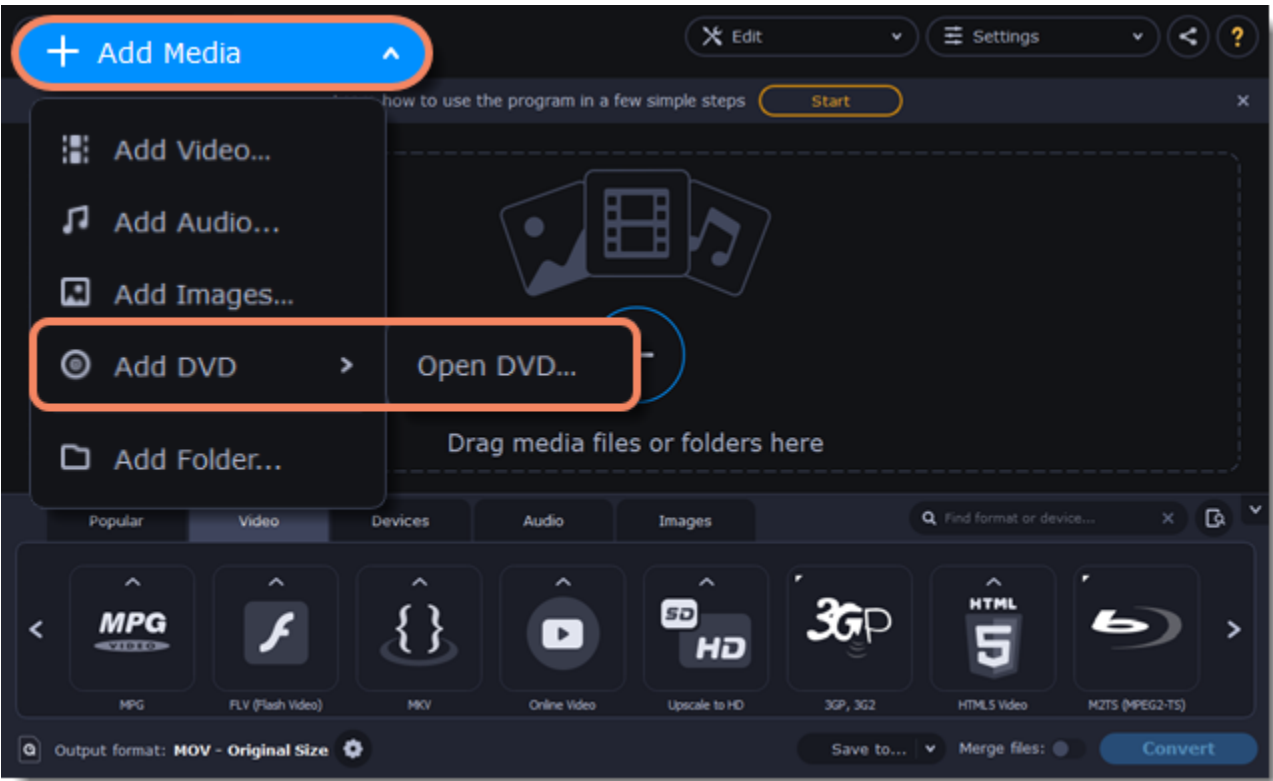 Add Media
Edit
Settings
?
how to use the program in a few simple steps
Start
Add Video...
Add Audio...
Add Images...
Add DVD
Open DVD...
Add Folder...
Drag media files or folders here
Popular
Video
Devices
Audio
Images
Find format or device...
MPG
VIDEO
SD
HD
3GP
HTML
5
MPG
FLV (Flash Video)
MKV
Online Video
Upscale to HD
3GP, 3G2
HTML5 Video
M2TS (MPEG2-TS)
Output format: MOV - Original Size
Save to...
Merge files:
Convert